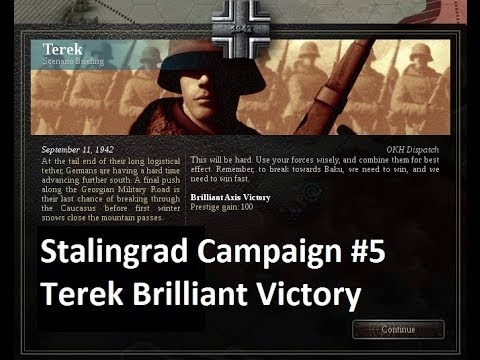 1942
Terek
Scenario Briefing
September 11, 1942
At the tail end of their long logistical
tether, Germans are having a hard time
advancing further south. A final push
along the Georgian Military Road is
their last chance of breaking through
the Caucasus before first winter
snows close the mountain passes.
OKH Dispatch
This will be hard. Use your forces wisely, and combine them for best
effect. Remember, to break towards Baku, we need to win, and we
need to win fast.
Brilliant Axis Victory
Prestige gain: 100
Stalingrad Campaign #5
Terek Brilliant Victory
Continue